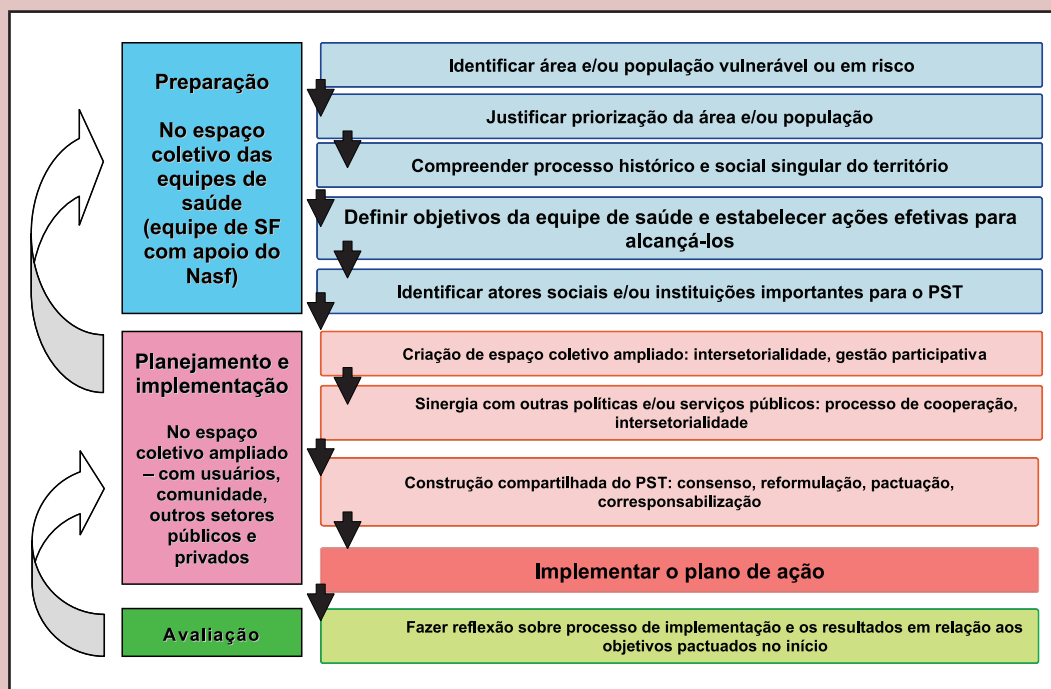 Preparação
No espaço
coletivo das
equipes de
saúde
(equipe de SF
com apoio do
Nasf)
Identificar área e/ou população vulnerável ou em risco
Justificar priorização da área e/ou população
Compreender processo histórico e social singular do território
Definir objetivos da equipe de saúde e estabelecer ações efetivas para
alcançá-los
Identificar atores sociais e/ou instituições importantes para o PST
Planejamento e
implementação
No espaço
coletivo ampliado
– com usuários,
comunidade,
outros setores
públicos e
privados
Criação de espaço coletivo ampliado: intersetorialidade, gestão participativa
Sinergia com outras políticas e/ou serviços públicos: processo de cooperação,
intersetorialidade
Construção compartilhada do PST: consenso, reformulação, pactuação,
corresponsabilização
Implementar o plano de ação
Avaliação
Fazer reflexão sobre processo de implementação e os resultados em relação aos
objetivos pactuados no início